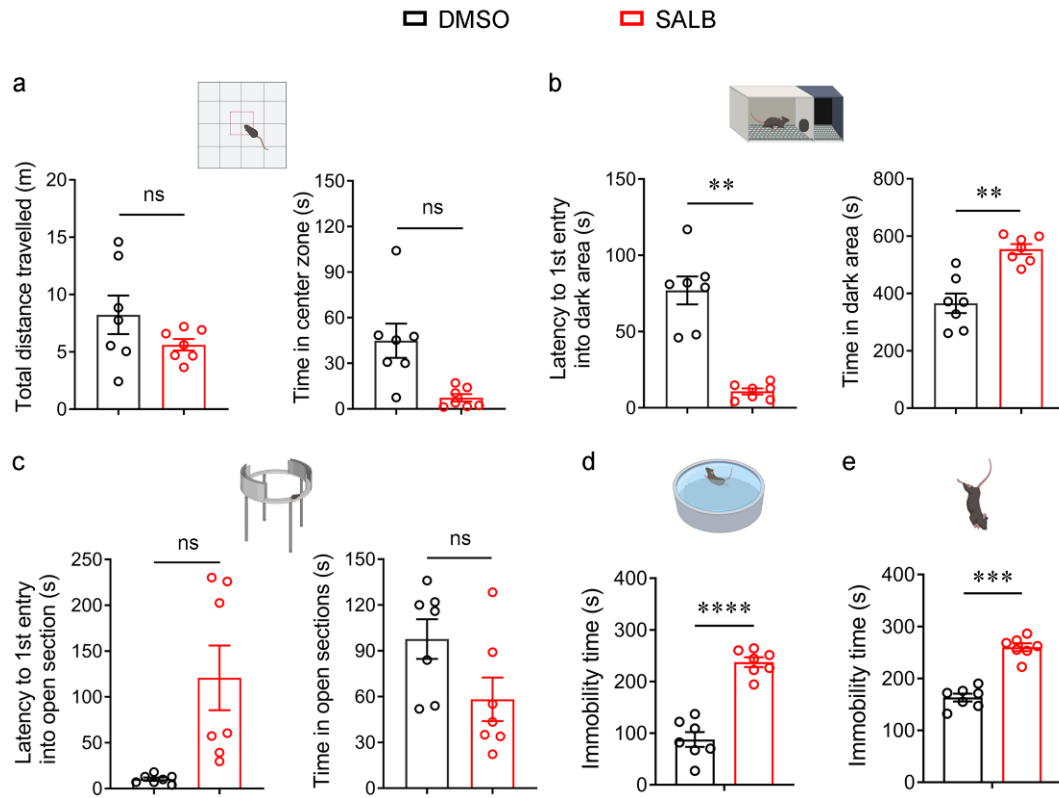 DMSO SALB
a
Total distance travelled (m)
20
15
10
5
0
ns
Time in center zone (s)
150
120
90
60
30
0
ns
b
Latency to 1st entry
into dark area (s)
150
100
50
0
**
Time in dark area (s)
800
600
400
200
0
**
c
Latency to 1st entry
into open section (s)
250
200
150
100
50
0
ns
Time in open sections (s)
150
120
90
60
30
0
ns
d
Immobility time (s)
400
300
200
100
0
****
e
Immobility time (s)
400
300
200
100
0
***